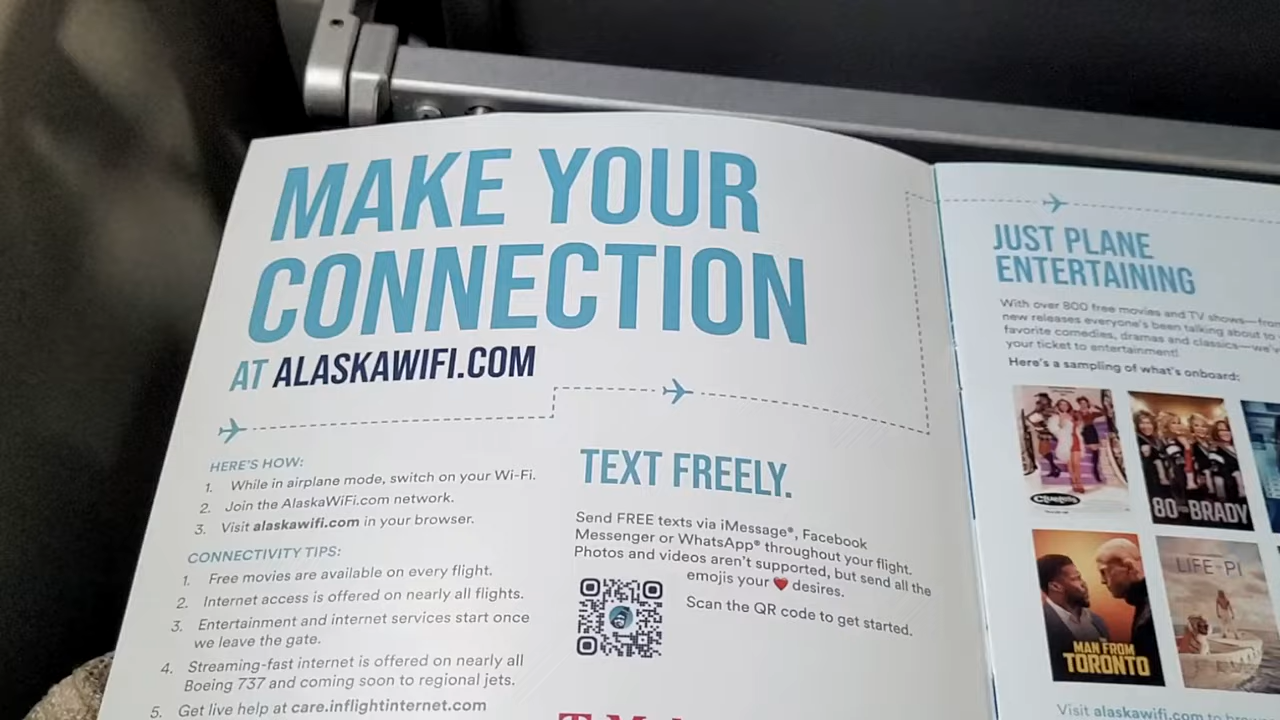 MAKE YOUR
CONNECTION
AT ALASKAWIFI.COM
HERE'S HOW:
1. While in airplane mode, switch on your Wi-Fi.
2. Join the AlaskaWiFi.com network.
3. Visit alaskawifi.com in your browser.
CONNECTIVITY TIPS:
1. Free movies are available on every flight.
2. Internet access is offered on nearly all flights.
3. Entertainment and internet services start once
we leave the gate.
4. Streaming-fast internet is offered on nearly all
Boeing 737 and coming soon to regional jets.
5. Get live help at care.inflightinternet.com
TEXT FREELY.
Send FREE texts via iMessage®, Facebook
Messenger or WhatsApp® throughout your flight.
Photos and videos aren't supported, but send all the
emojis your ❤️ desires.
Scan the QR code to get started.
JUST PLANE
ENTERTAINING
With over 800 free movies and TV shows—from
new releases everyone's been talking about to
favorite comedies, dramas and classics—we've
your ticket to entertainment!
Here's a sampling of what's onboard:
80 FOR BRADY
MAN FROM
TORONTO
LIFE OF PI
Visit alaskawifi.com to